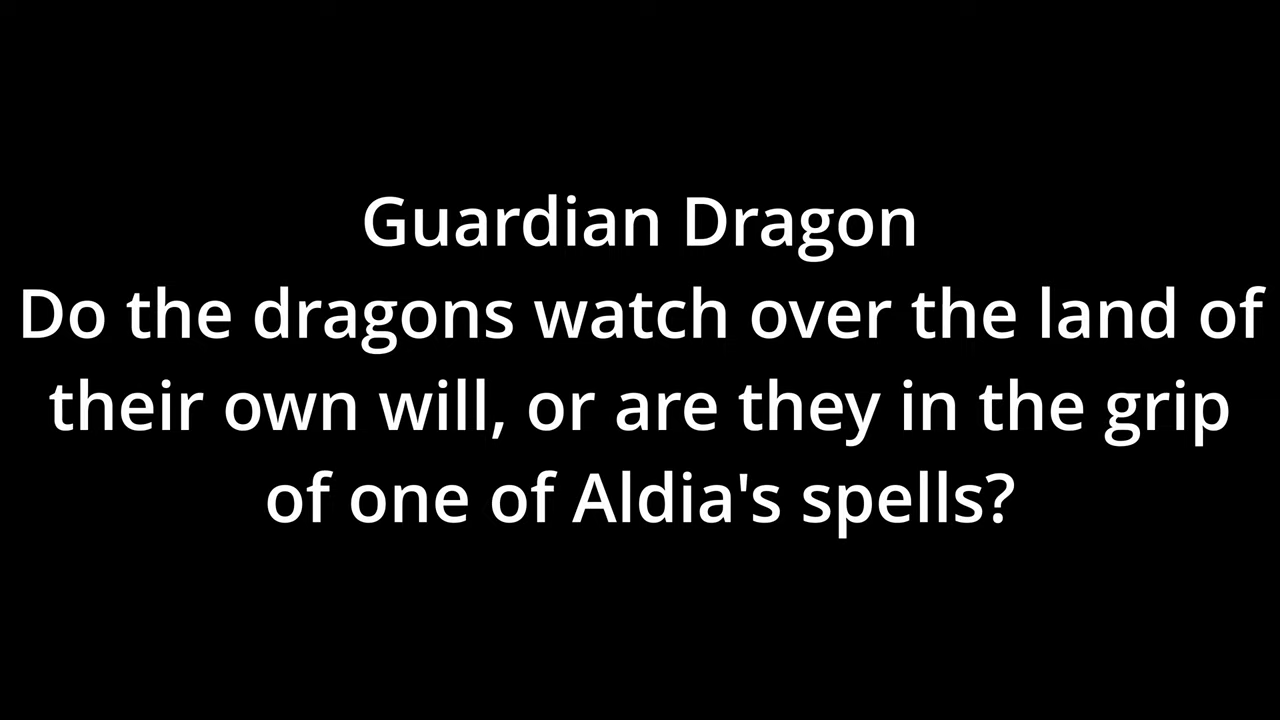 Guardian Dragon
Do the dragons watch over the land of
their own will, or are they in the grip
of one of Aldia's spells?